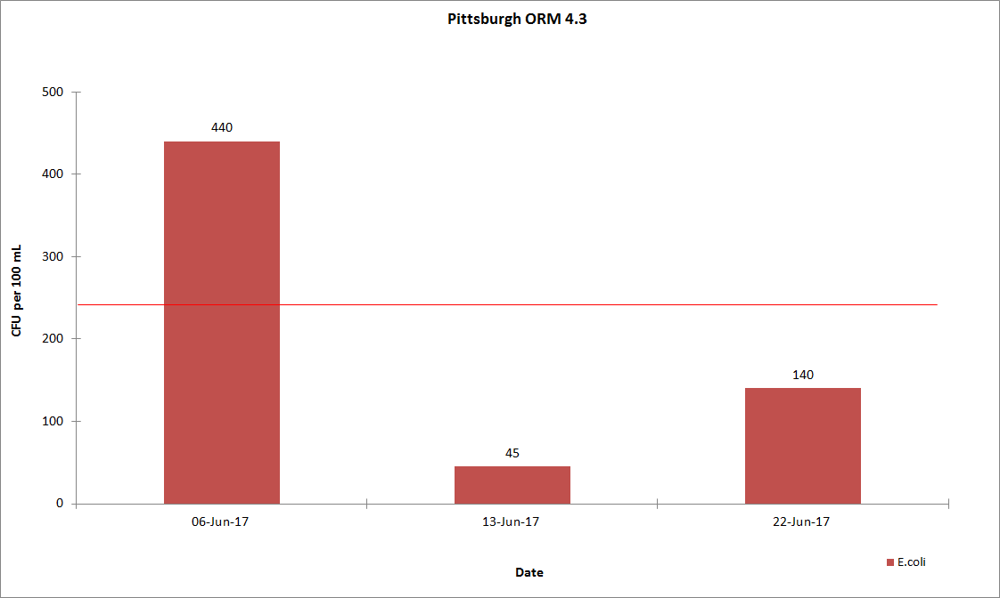 Pittsburgh ORM 4.3
500
400
300
200
100
0
CFU per 100 mL
440
45
140
06-Jun-17
13-Jun-17
22-Jun-17
Date
E.coli